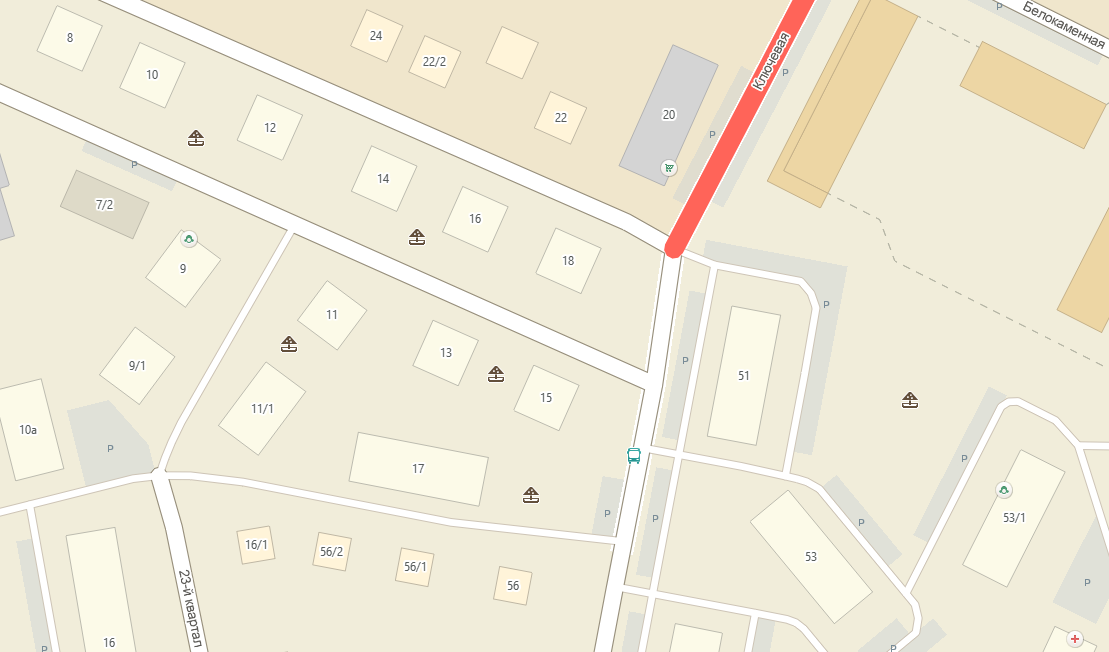 Белокаменная
P
8
24
22/2
10
Ключевая
P
22
20
12
P
P
14
7/2
16
18
9
P
11
13
P
51
9/1
15
11/1
10а
P
17
P
P
P
P
P
53/1
16/1
56/2
56/1
56
53
P
23-й квартал
16
P
P